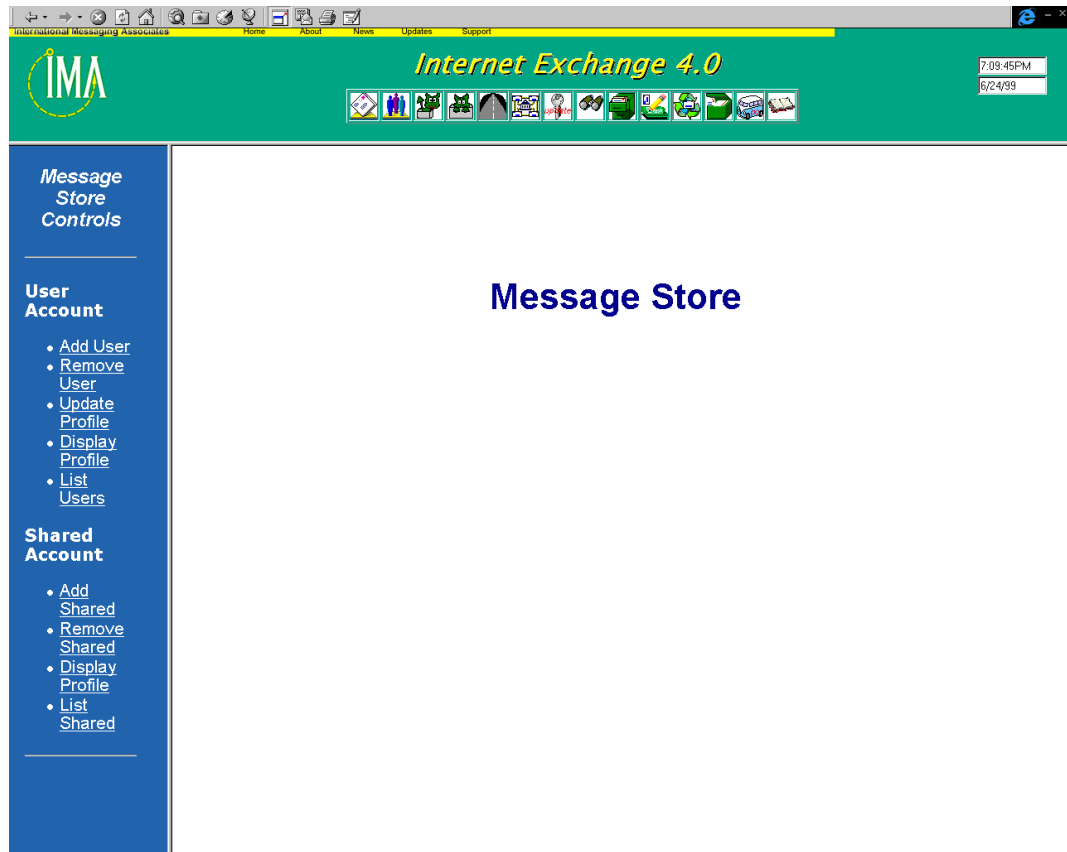 International Messaging Associates Home About News Updates Support
IMA
Internet Exchange 4.0
7:09:45PM
6/24/99
update
Message
Store
Controls
User
Account
Add User
Remove
User
Update
Profile
Display
Profile
List
Users
Shared
Account
Add
Shared
Remove
Shared
Display
Profile
List
Shared
Message Store